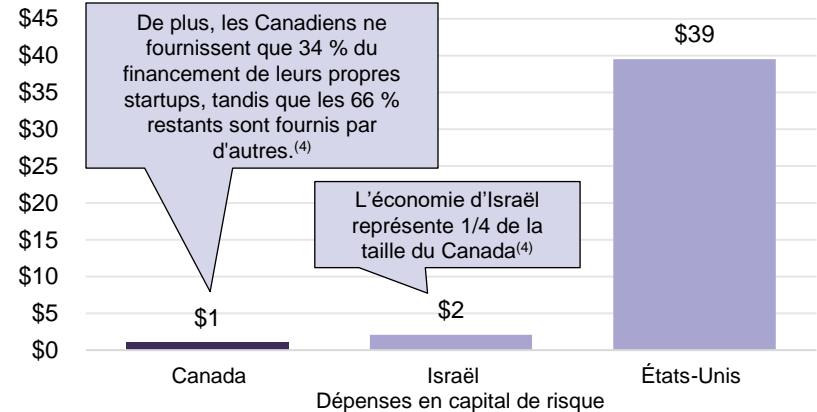 $45
$40
$35
$30
$25
$20
$15
$10
$5
$0
De plus, les Canadiens ne
fournissent que 34 % du
financement de leurs propres
startups, tandis que les 66 %
restants sont fournis par
d'autres.(4)
L'économie d'Israël
représente 1/4 de la
taille du Canada(4)
$1
$2
$39
Canada
Israël
États-Unis
Dépenses en capital de risque